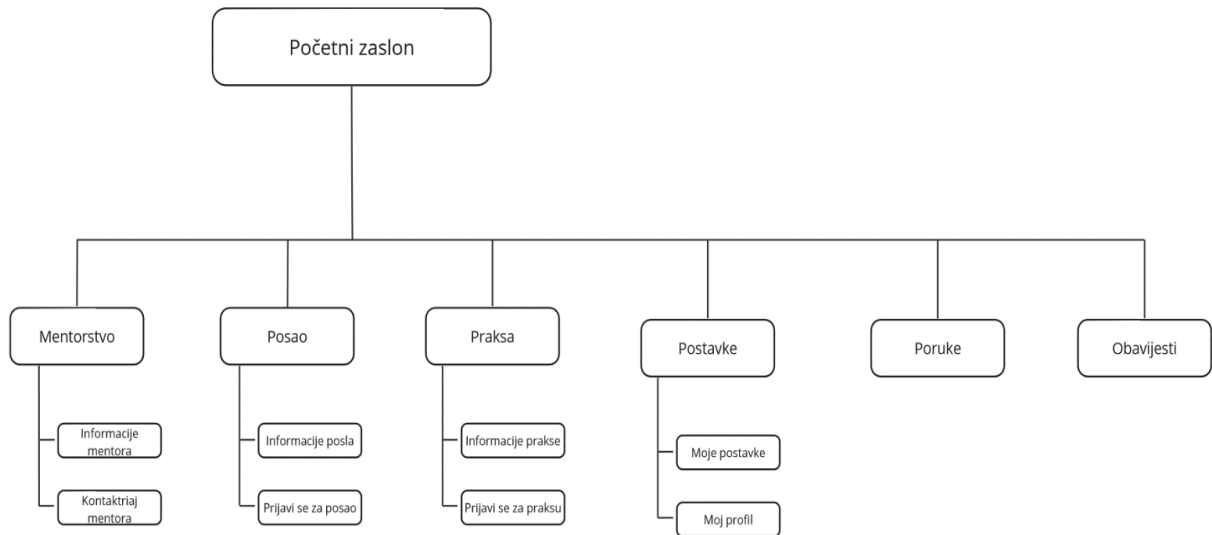 Početni zaslon
Mentorstvo
Posao
Praksa
Postavke
Poruke
Obavijesti
Informacije
mentora
Informacije posla
Informacije prakse
Moje postavke
Kontaktriaj
mentora
Prijavi se za posao
Prijavi se za praksu
Moj profil